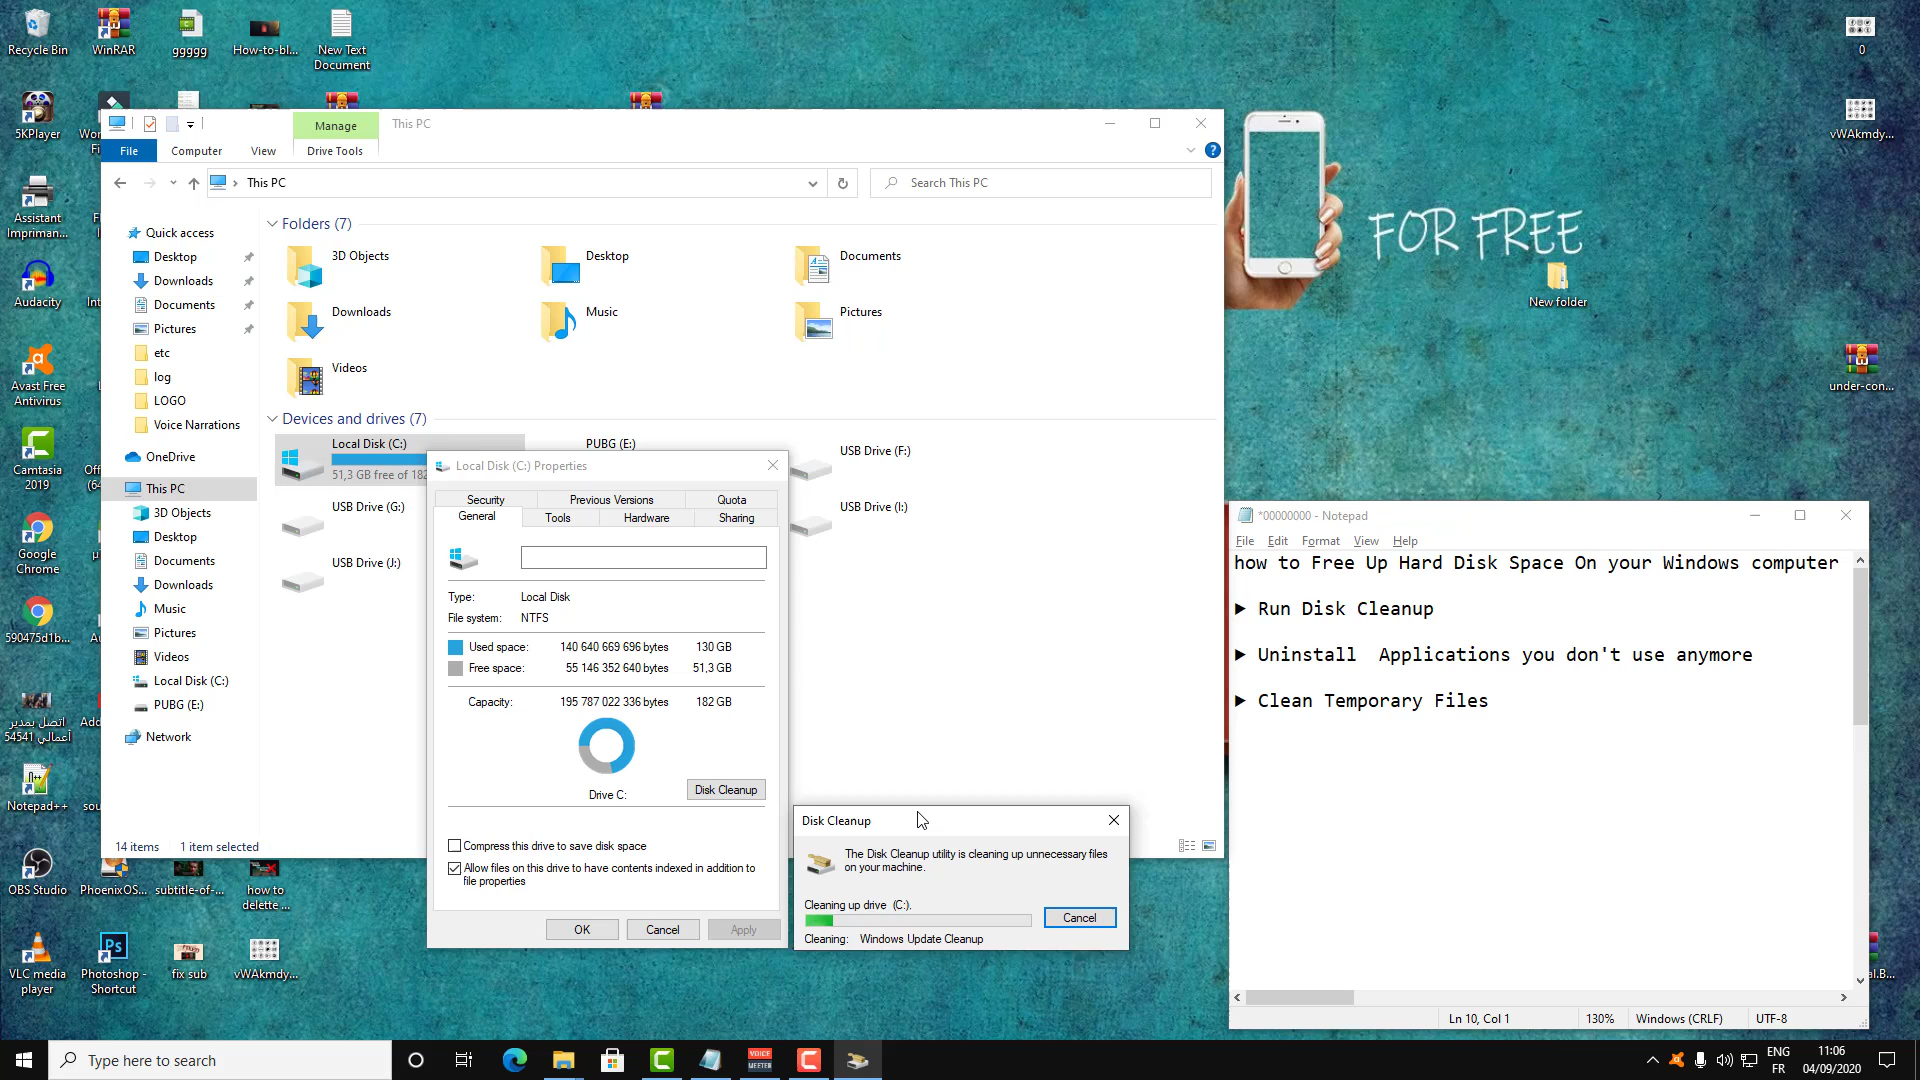 Recycle Bin
WinRAR
ggggg
How-to-bl...
New Text
Document
5KPlayer
Assistant
Impriman...
Audacity
Avast Free
Antivirus
Camtasia
2019
Google
Chrome
590475d1b...
اتصل بمدير
أعمالي 54541
Notepad++
OBS Studio
PhoenixOS...
subtitle-of-...
how to
delette ...
VLC media
player
Photoshop -
Shortcut
fix sub
vWAkmdy...
Manage
This PC
File
Computer
View
Drive Tools
This PC
Search This PC
Quick access
Desktop
Downloads
Documents
Pictures
etc
log
LOGO
Voice Narrations
OneDrive
This PC
3D Objects
Desktop
Documents
Downloads
Music
Pictures
Videos
Local Disk (C:)
PUBG (E:)
Network
14 items
1 item selected
Folders (7)
3D Objects
Desktop
Documents
Downloads
Music
Pictures
Videos
Devices and drives (7)
Local Disk (C:)
51,3 GB free of 182
PUBG (E:)
USB Drive (F:)
USB Drive (G:)
USB Drive (I:)
USB Drive (J:)
Local Disk (C:) Properties
Security
Previous Versions
Quota
General
Tools
Hardware
Sharing
Type: Local Disk
File system: NTFS
Used space: 140 640 669 696 bytes 130 GB
Free space: 55 146 352 640 bytes 51,3 GB
Capacity: 195 787 022 336 bytes 182 GB
Drive C:
Disk Cleanup
Compress this drive to save disk space
Allow files on this drive to have contents indexed in addition to
file properties
OK
Cancel
Apply
Disk Cleanup
The Disk Cleanup utility is cleaning up unnecessary files
on your machine.
Cleaning up drive (C:).
Cancel
Cleaning: Windows Update Cleanup
FOR FREE
New folder
0
vWAkmdy...
under-con...
*00000000 - Notepad
File Edit Format View Help
how to Free Up Hard Disk Space On your Windows computer
► Run Disk Cleanup
► Uninstall  Applications you don't use anymore
► Clean Temporary Files
Ln 10, Col 1
130%
Windows (CRLF)
UTF-8
Type here to search
VOICE
MEETER
ENG
FR
11:06
04/09/2020